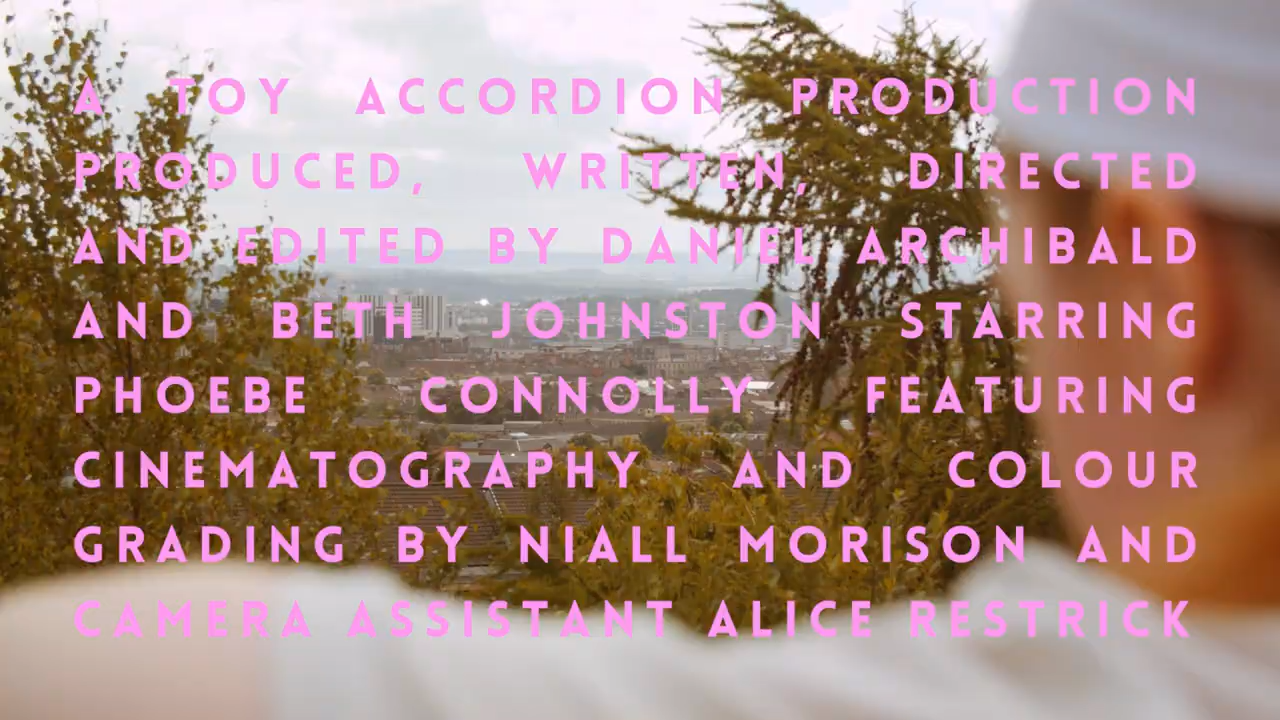 A TOY ACCORDION PRODUCTION
PRODUCED, WRITTEN, DIRECTED
AND EDITED BY DANIEL ARCHIBALD
AND BETH JOHNSTON STARRING
PHOEBE CONNOLLY FEATURING
CINEMATOGRAPHY AND COLOUR
GRADING BY NIALL MORISON AND
CAMERA ASSISTANT ALICE RESTRICK